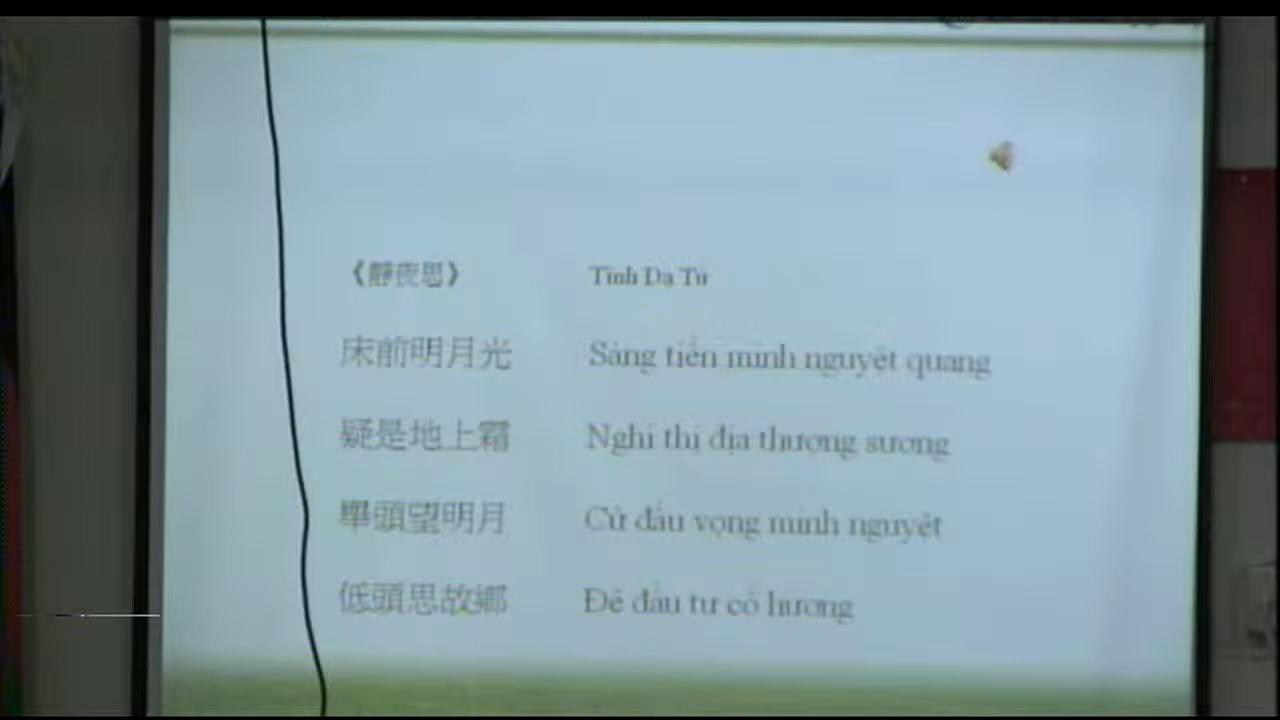 《靜夜思》 Tĩnh Dạ Tứ
床前明月光 Sàng tiền minh nguyệt quang
疑是地上霜 Nghi thị địa thượng sương
舉頭望明月 Cử đầu vọng minh nguyệt
低頭思故鄉 Đê đầu tư cố hương